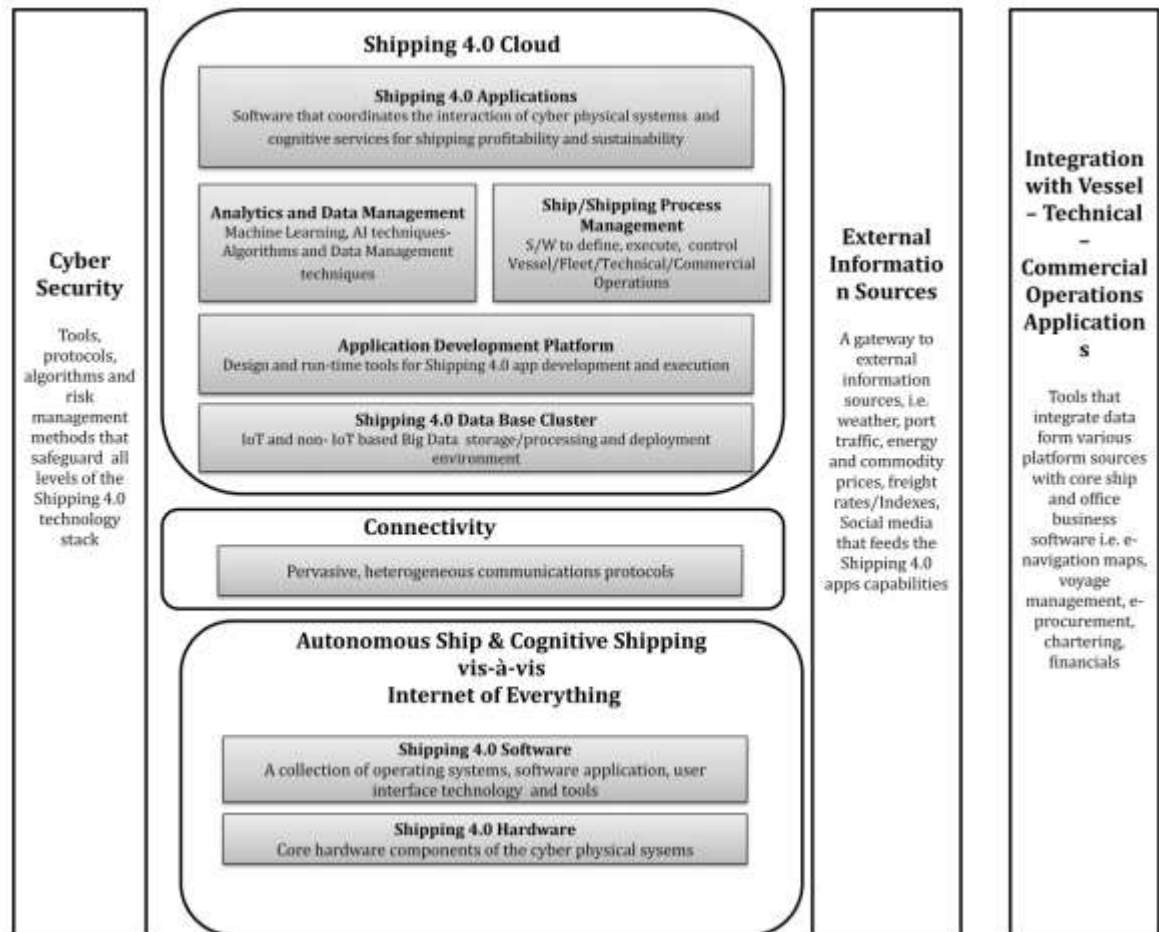 Cyber
Security
Tools,
protocols,
algorithms and
risk
management
methods that
safeguard all
levels of the
Shipping 4.0
technology
stack
Shipping 4.0 Cloud
Shipping 4.0 Applications
Software that coordinates the interaction of cyber physical systems and
cognitive services for shipping profitability and sustainability
Analytics and Data Management
Machine Learning, AI techniques-
Algorithms and Data Management
techniques
Ship/Shipping Process
Management
S/W to define, execute, control
Vessel/Fleet/Technical/Commercial
Operations
Application Development Platform
Design and run-time tools for Shipping 4.0 app development and execution
Shipping 4.0 Data Base Cluster
IoT and non- IoT based Big Data storage/processing and deployment
environment
Connectivity
Pervasive, heterogeneous communications protocols
Autonomous Ship & Cognitive Shipping
vis-à-vis
Internet of Everything
Shipping 4.0 Software
A collection of operating systems, software application, user
interface technology and tools
Shipping 4.0 Hardware
Core hardware components of the cyber physical sysems
External
Informatio
n Sources
A gateway to
external
information
sources, i.e.
weather, port
traffic, energy
and commodity
prices, freight
rates/Indexes,
Social media
that feeds the
Shipping 4.0
apps capabilities
Integration
with Vessel
– Technical
–
Commercial
Operations
Application
s
Tools that
integrate data
form various
platform sources
with core ship
and office
business
software i.e. e-
navigation maps,
voyage
management, e-
procurement,
chartering,
financials